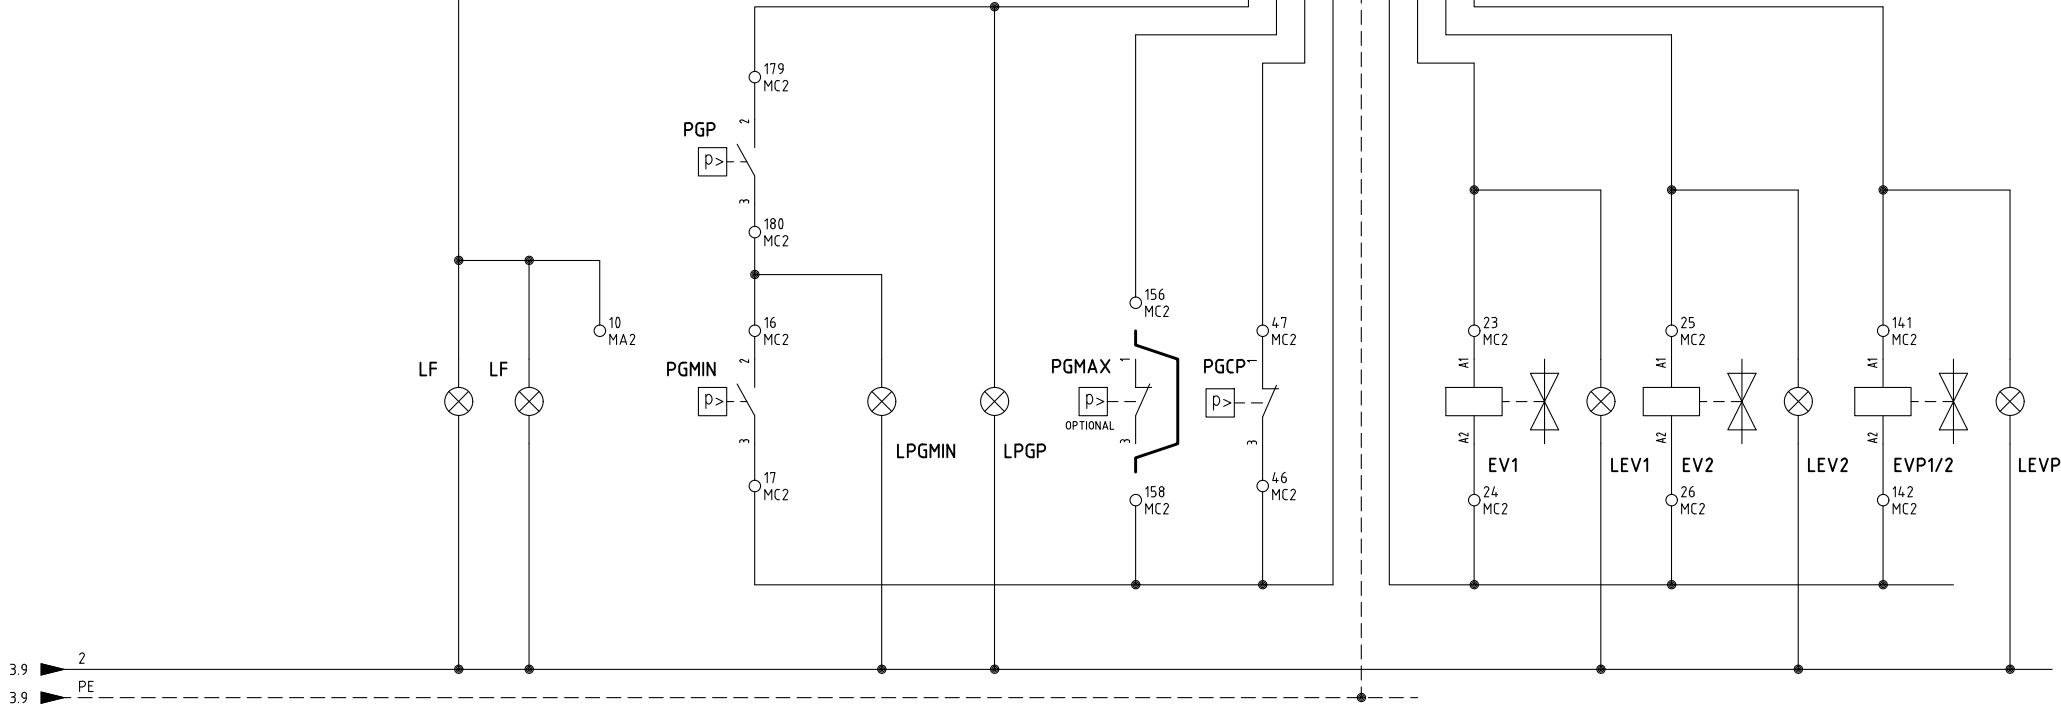 179
MC2
2
PGP
p>
3
180
MC2
10
MA2
16
MC2
156
MC2
47
MC2
23
MC2
25
MC2
141
MC2
LF
LF
PGMIN
2
p>
3
PGMAX
1
p>
OPTIONAL
3
PGCP
1
p>
3
A1
A2
A1
A2
A1
A2
LPGMIN
LPGP
EV1
LEV1
EV2
LEV2
EVP1/2
LEVP
17
MC2
158
MC2
46
MC2
24
MC2
26
MC2
142
MC2
3.9
2
3.9
PE